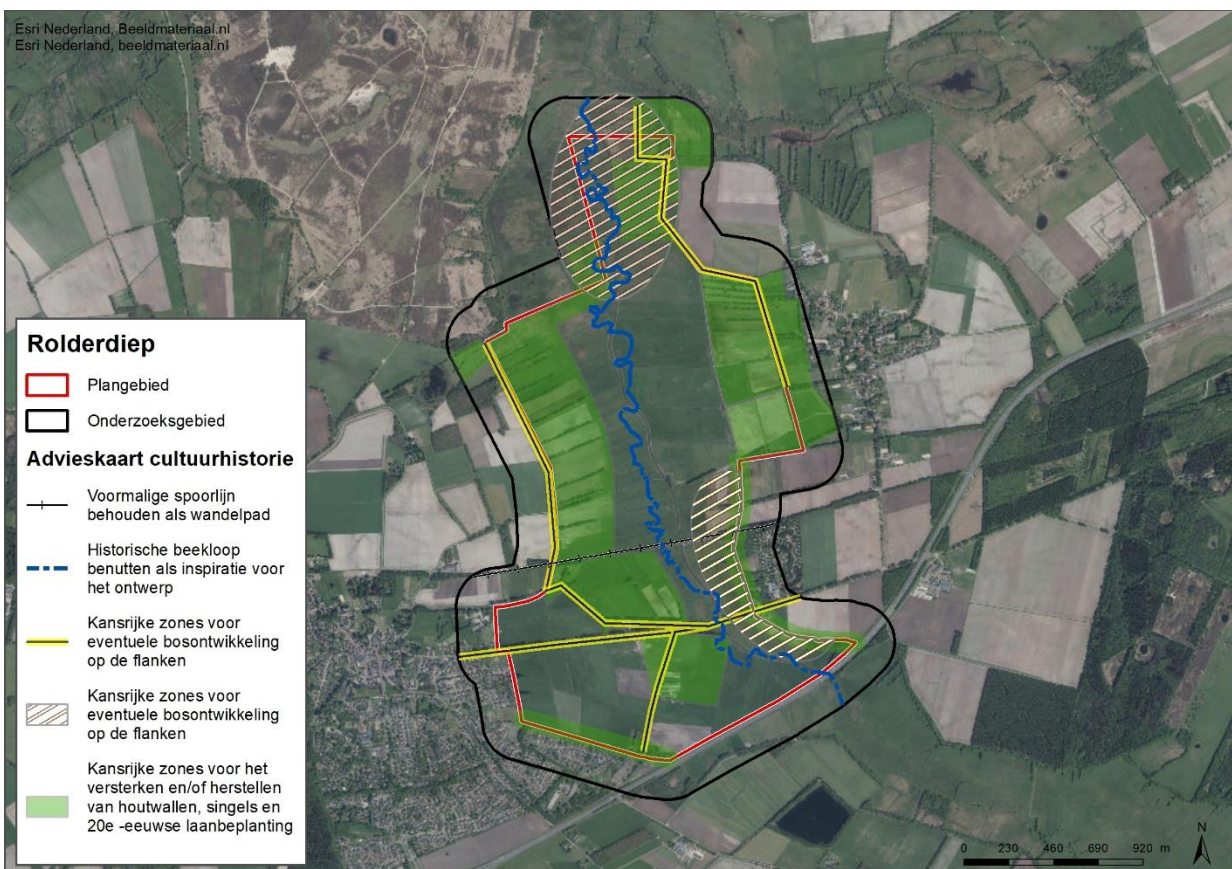 Esri Nederland, Beeldmateriaal.nl
Esri Nederland, beeldmateriaal.nl
Rolderdiep
Plangebied
Onderzoeksgebied
Advieskaart cultuurhistorie
Voormalige spoorlijn
behouden als wandelpad
Historische beekloop
benutten als inspiratie voor
het ontwerp
Kansrijke zones voor
eventuele bosontwikkeling
op de flanken
Kansrijke zones voor
eventuele bosontwikkeling
op de flanken
Kansrijke zones voor het
versterken en/of herstellen
van houtwallen, singels en
20e -eeuwse laanbeplanting
N
0 230 460 690 920 m